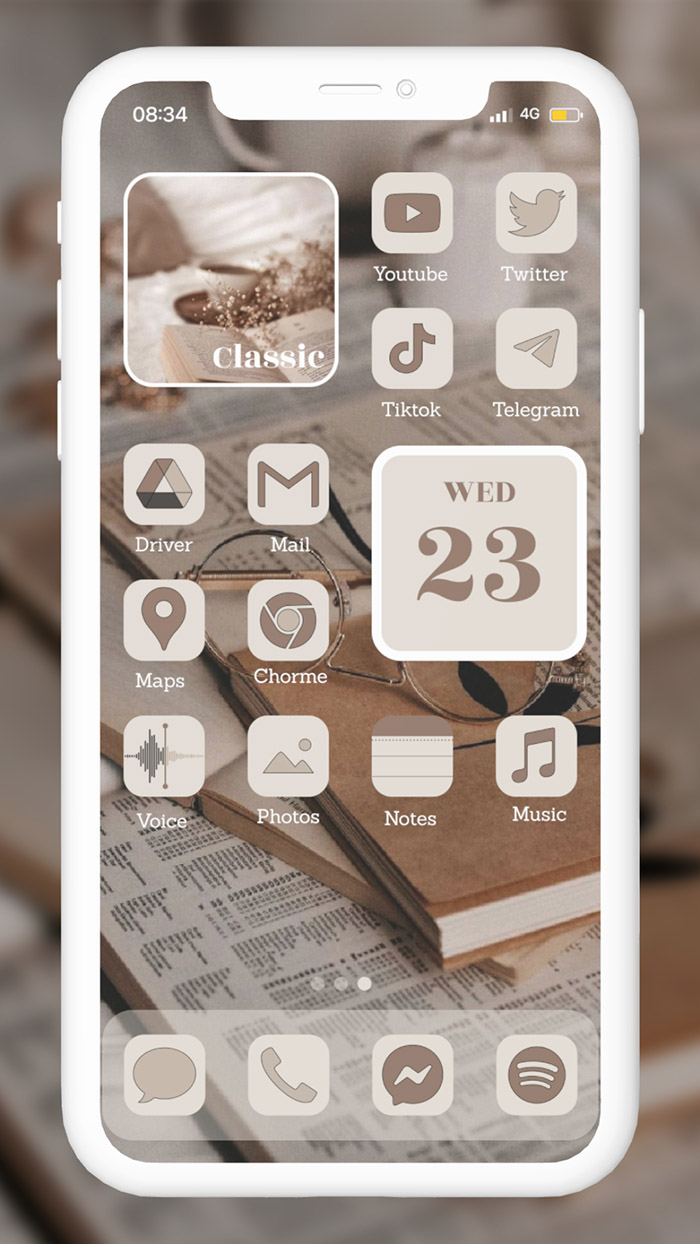 08:34
4G
Classic
Youtube
Twitter
Tiktok
Telegram
WED
23
Driver
Mail
Maps
Chorme
Voice
Photos
Notes
Music